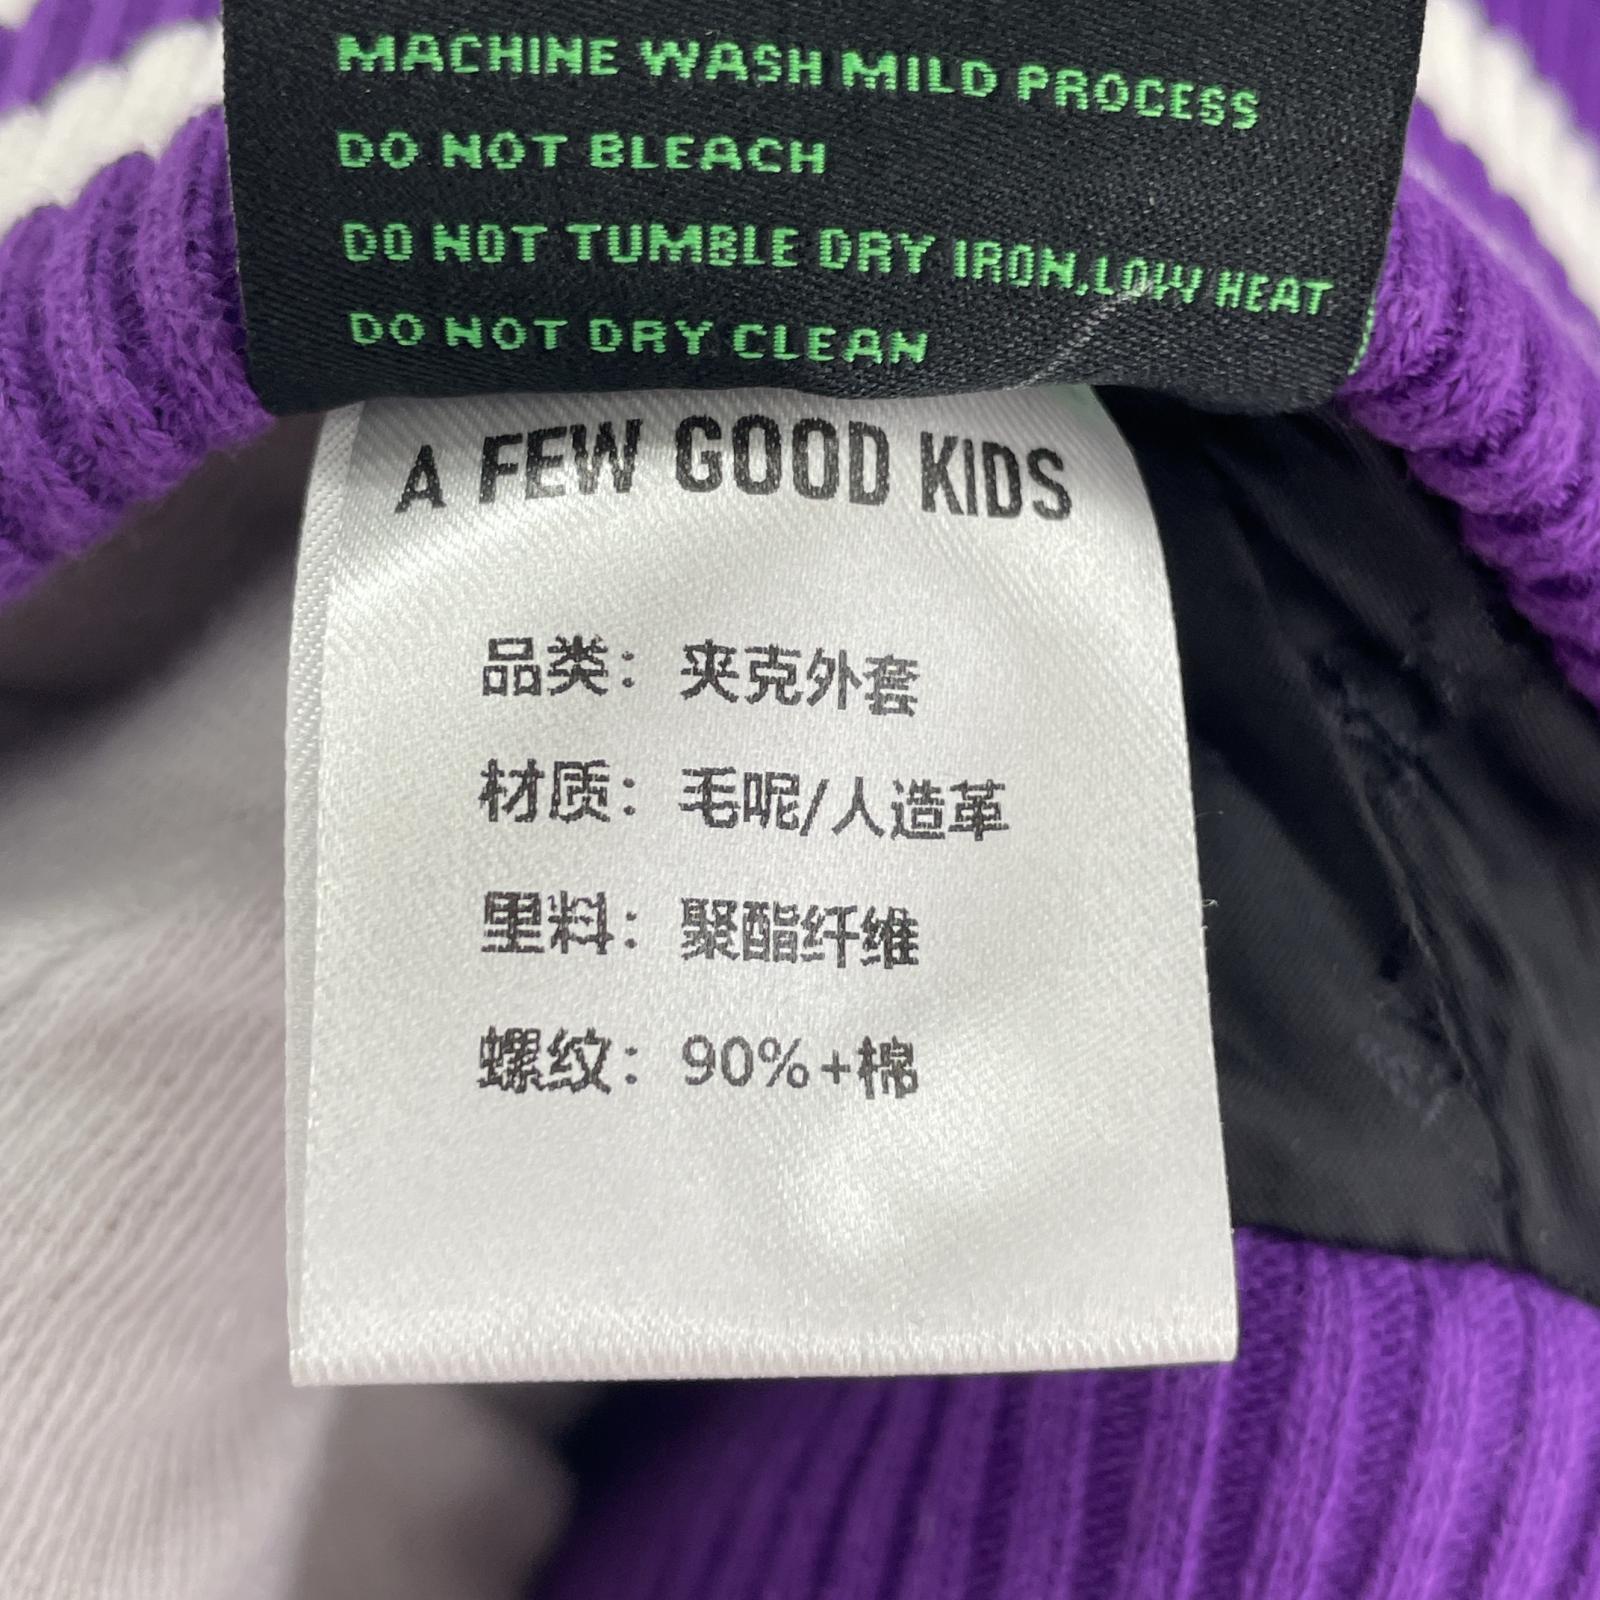 MACHINE WASH MILD PROCESS
DO NOT BLEACH
DO NOT TUMBLE DRY IRON,LOW HEAT
DO NOT DRY CLEAN
A FEW GOOD KIDS
品类：夹克外套
材质：毛呢/人造革
里料：聚酯纤维
螺纹：90%+棉